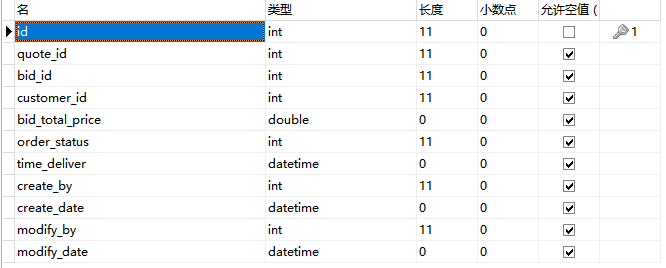 名 类型 长度 小数点 允许空值 (
id int 11 0 1
quote_id int 11 0
bid_id int 11 0
customer_id int 11 0
bid_total_price double 0 0
order_status int 11 0
time_deliver datetime 0 0
create_by int 11 0
create_date datetime 0 0
modify_by int 11 0
modify_date datetime 0 0